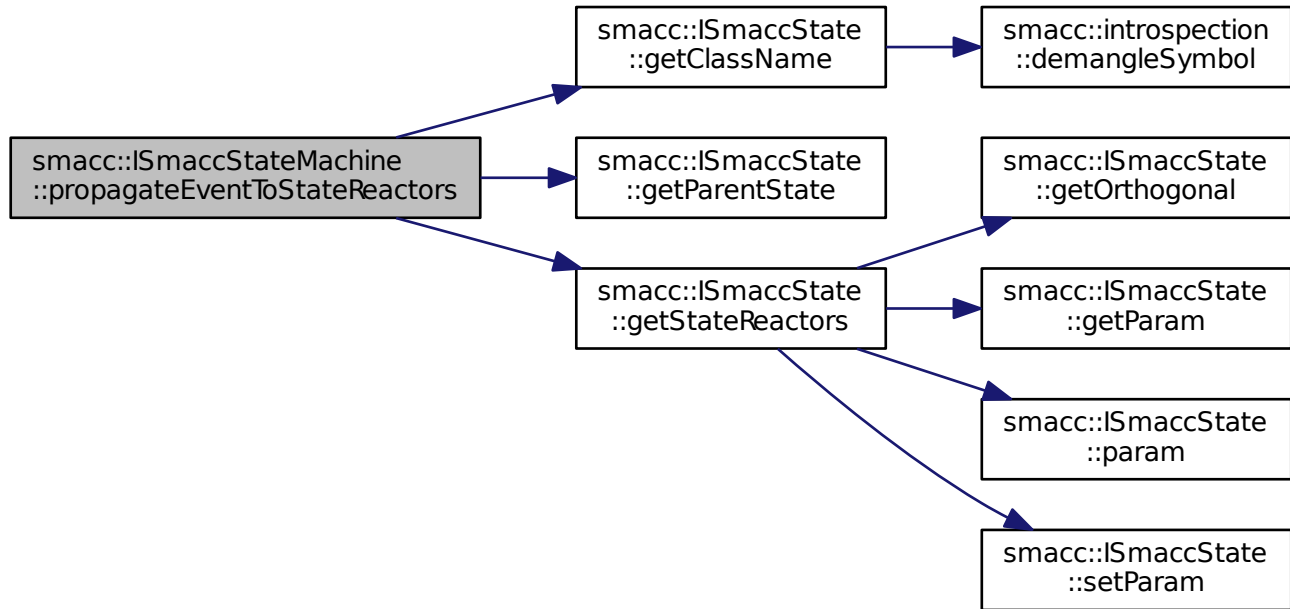 smacc::ISmaccState
::getClassName
smacc::introspection
::demangleSymbol
smacc::ISmaccStateMachine
::propagateEventToStateReactors
smacc::ISmaccState
::getParentState
smacc::ISmaccState
::getOrthogonal
smacc::ISmaccState
::getStateReactors
smacc::ISmaccState
::getParam
smacc::ISmaccState
::param
smacc::ISmaccState
::setParam